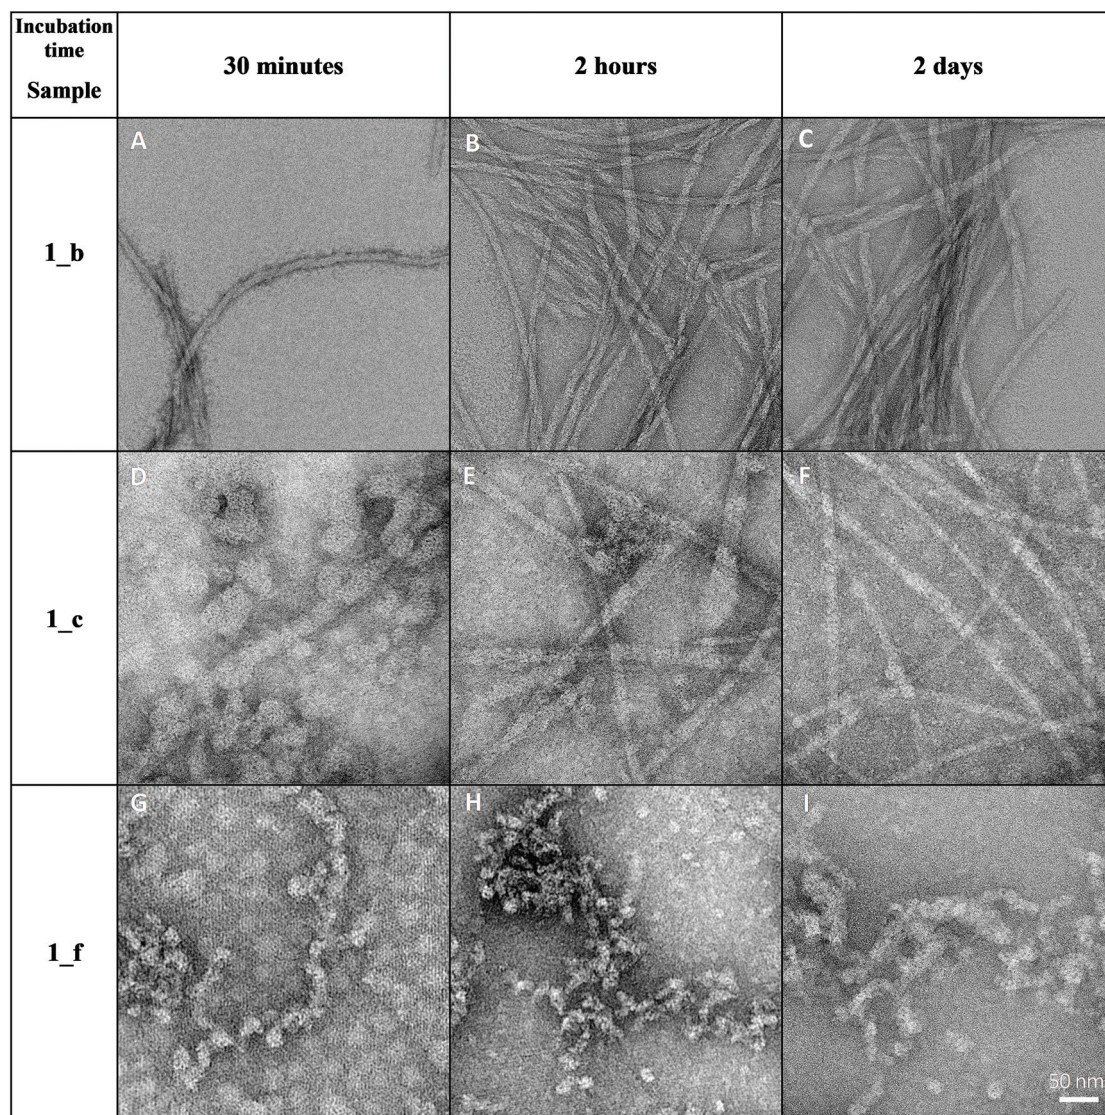 Incubation
time
Sample
30 minutes
2 hours
2 days
1_b
A
B
C
1_c
D
E
F
1_f
G
H
I
50 nm